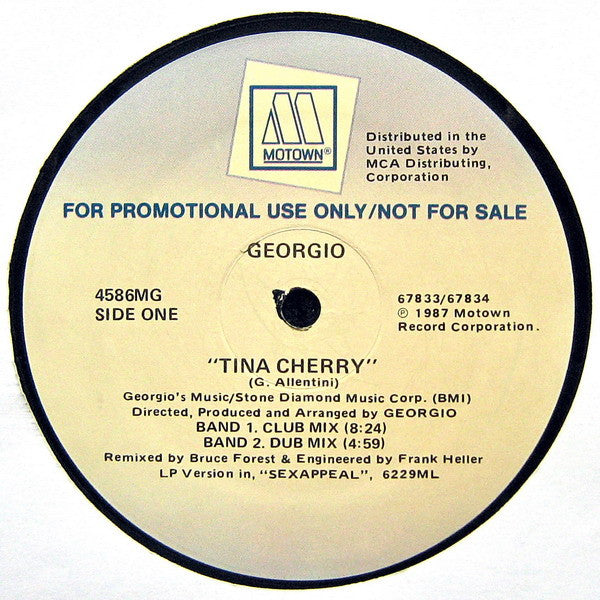 MOTOWN®
Distributed in the
United States by
MCA Distributing,
Corporation
FOR PROMOTIONAL USE ONLY/NOT FOR SALE
GEORGIO
4586MG
SIDE ONE
67833/67834
℗ 1987 Motown
Record Corporation.
"TINA CHERRY"
(G. Allentini)
Georgio's Music/Stone Diamond Music Corp. (BMI)
Directed, Produced and Arranged by GEORGIO
BAND 1. CLUB MIX (8:24)
BAND 2. DUB MIX (4:59)
Remixed by Bruce Forest & Engineered by Frank Heller
LP Version in, "SEXAPPEAL", 6229ML